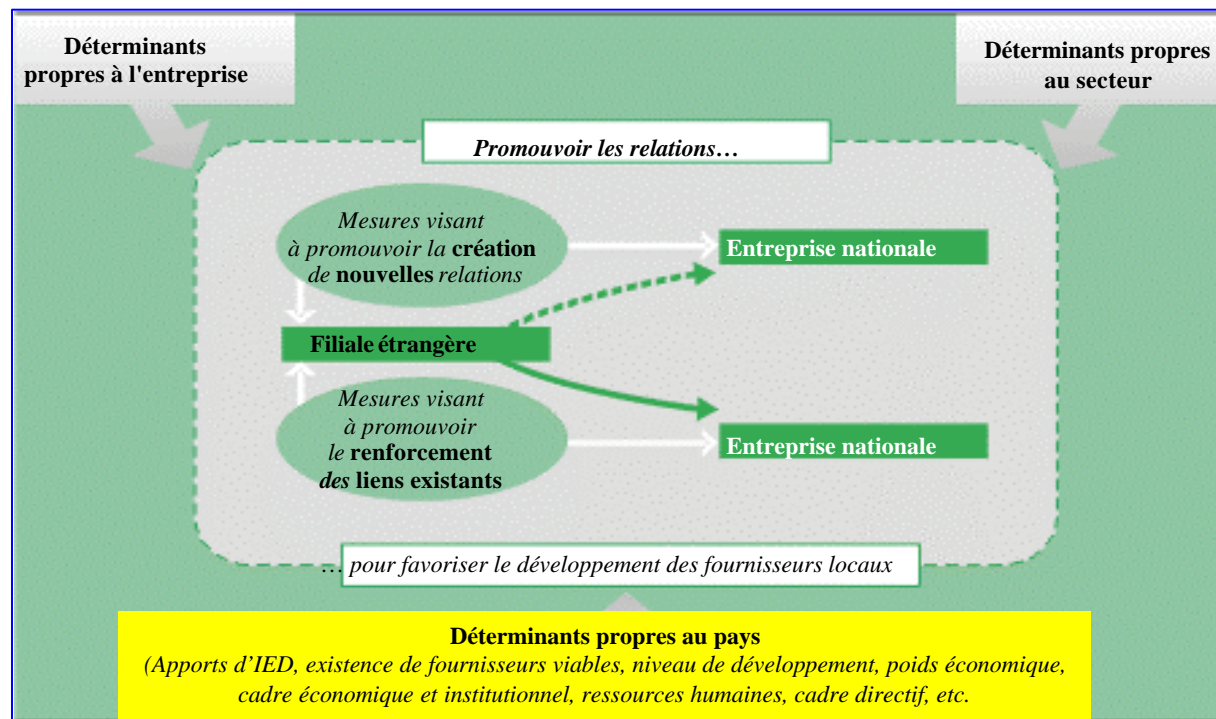 Déterminants
propres à l'entreprise
Déterminants propres
au secteur
Promouvoir les relations…
Mesures visant
à promouvoir la création
de nouvelles relations
Entreprise nationale
Filiale étrangère
Mesures visant
à promouvoir
le renforcement
des liens existants
Entreprise nationale
… pour favoriser le développement des fournisseurs locaux
Déterminants propres au pays
(Apports d’IED, existence de fournisseurs viables, niveau de développement, poids économique,
cadre économique et institutionnel, ressources humaines, cadre directif, etc.